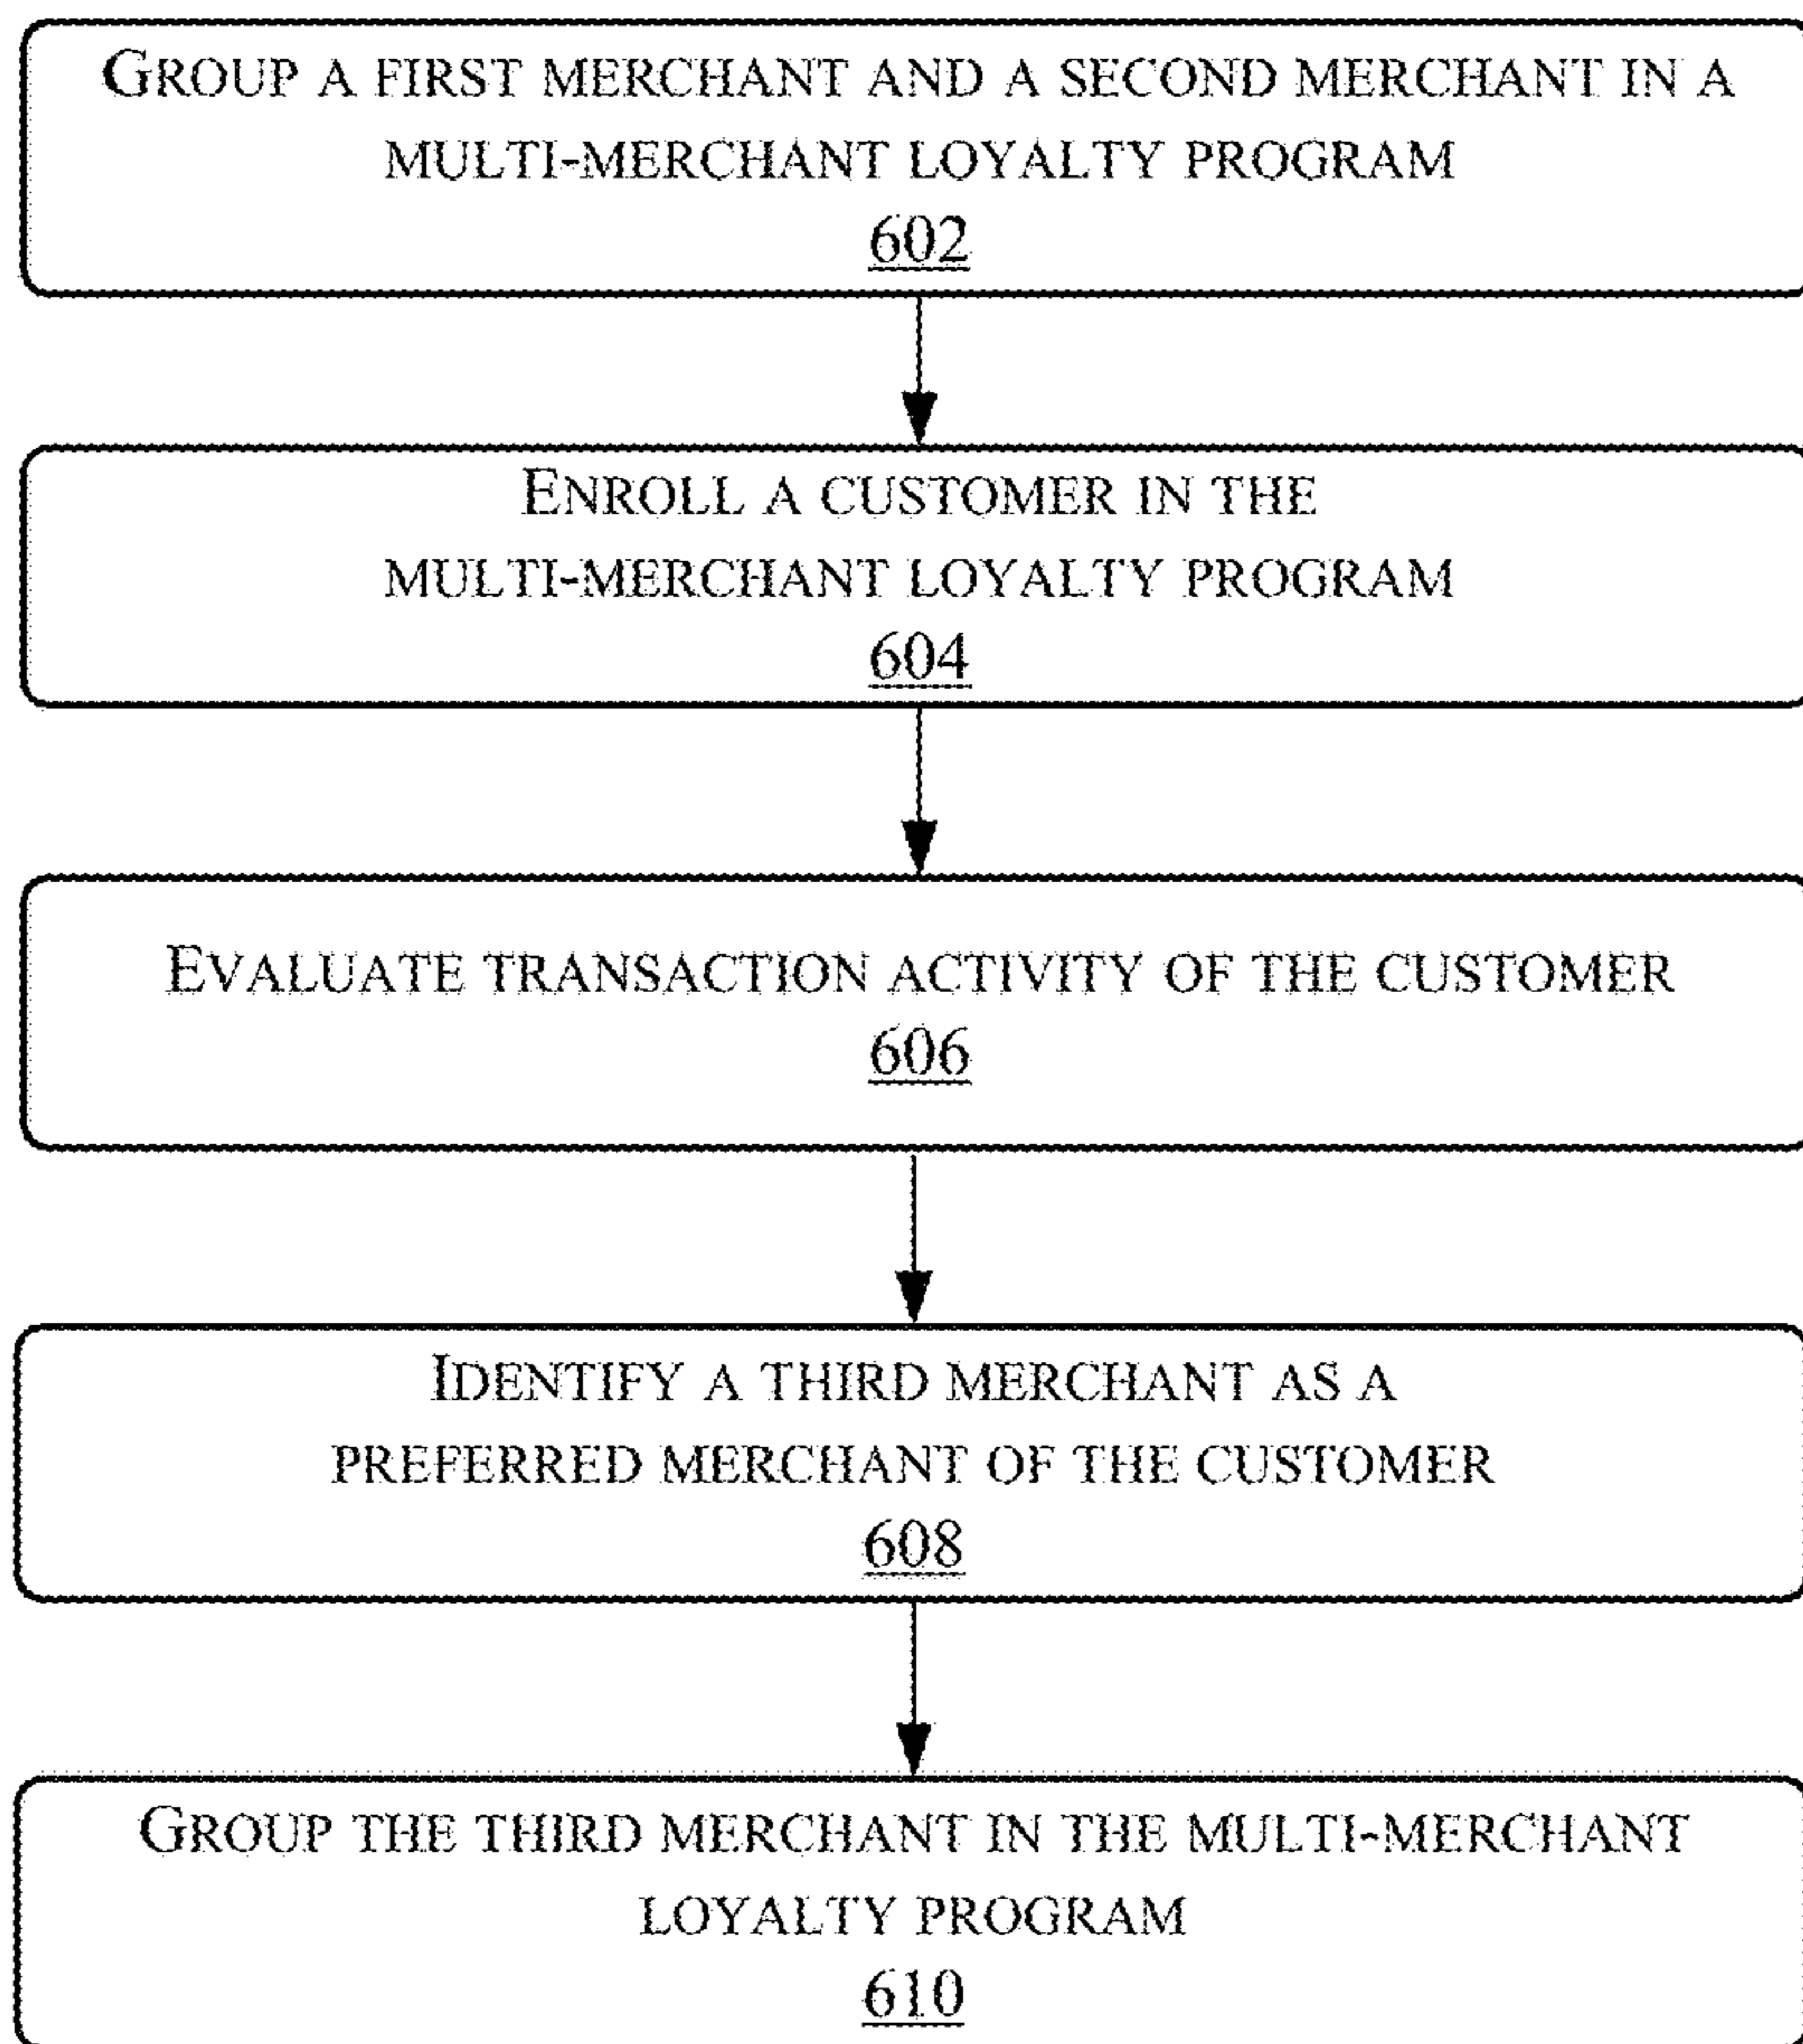 GROUP A FIRST MERCHANT AND A SECOND MERCHANT IN A
MULTI-MERCHANT LOYALTY PROGRAM
602
ENROLL A CUSTOMER IN THE
MULTI-MERCHANT LOYALTY PROGRAM
604
EVALUATE TRANSACTION ACTIVITY OF THE CUSTOMER
606
IDENTIFY A THIRD MERCHANT AS A
PREFERRED MERCHANT OF THE CUSTOMER
608
GROUP THE THIRD MERCHANT IN THE MULTI-MERCHANT
LOYALTY PROGRAM
610